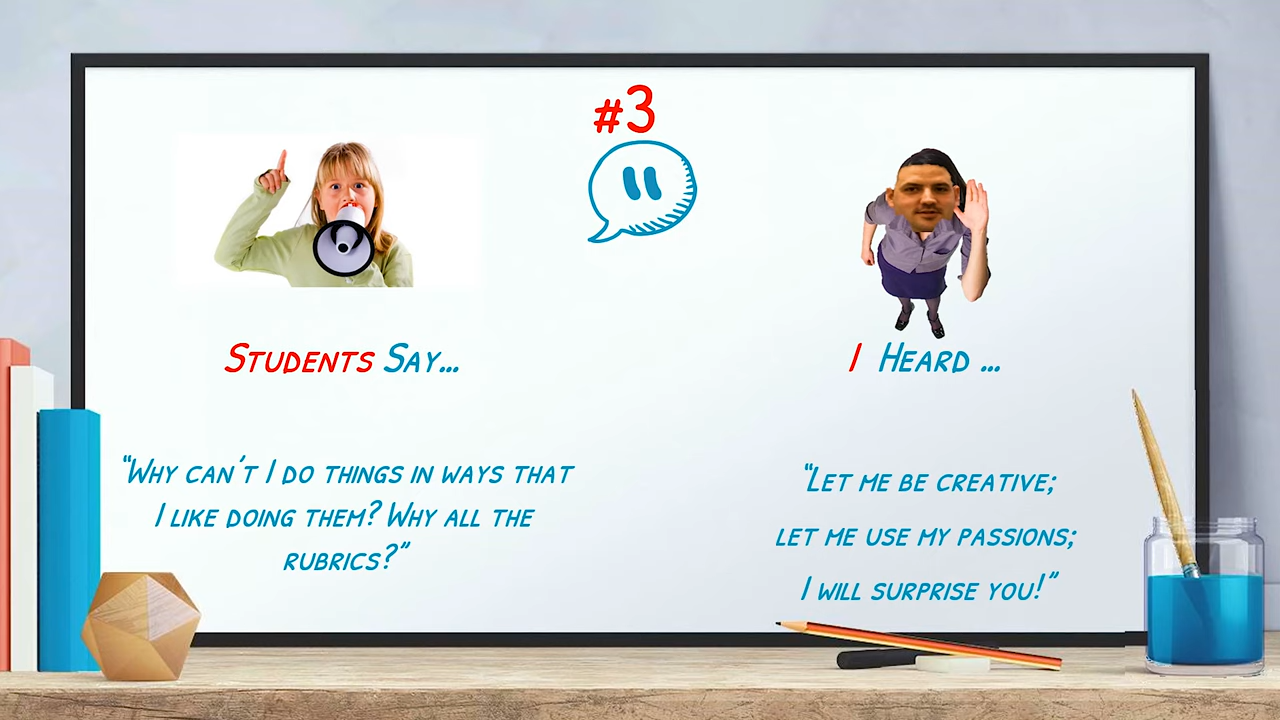 #3
"
Students Say...
I Heard ...
"Why can't I do things in ways that
I like doing them? Why all the
rubrics?"
"Let me be creative;
let me use my passions;
I will surprise you!"